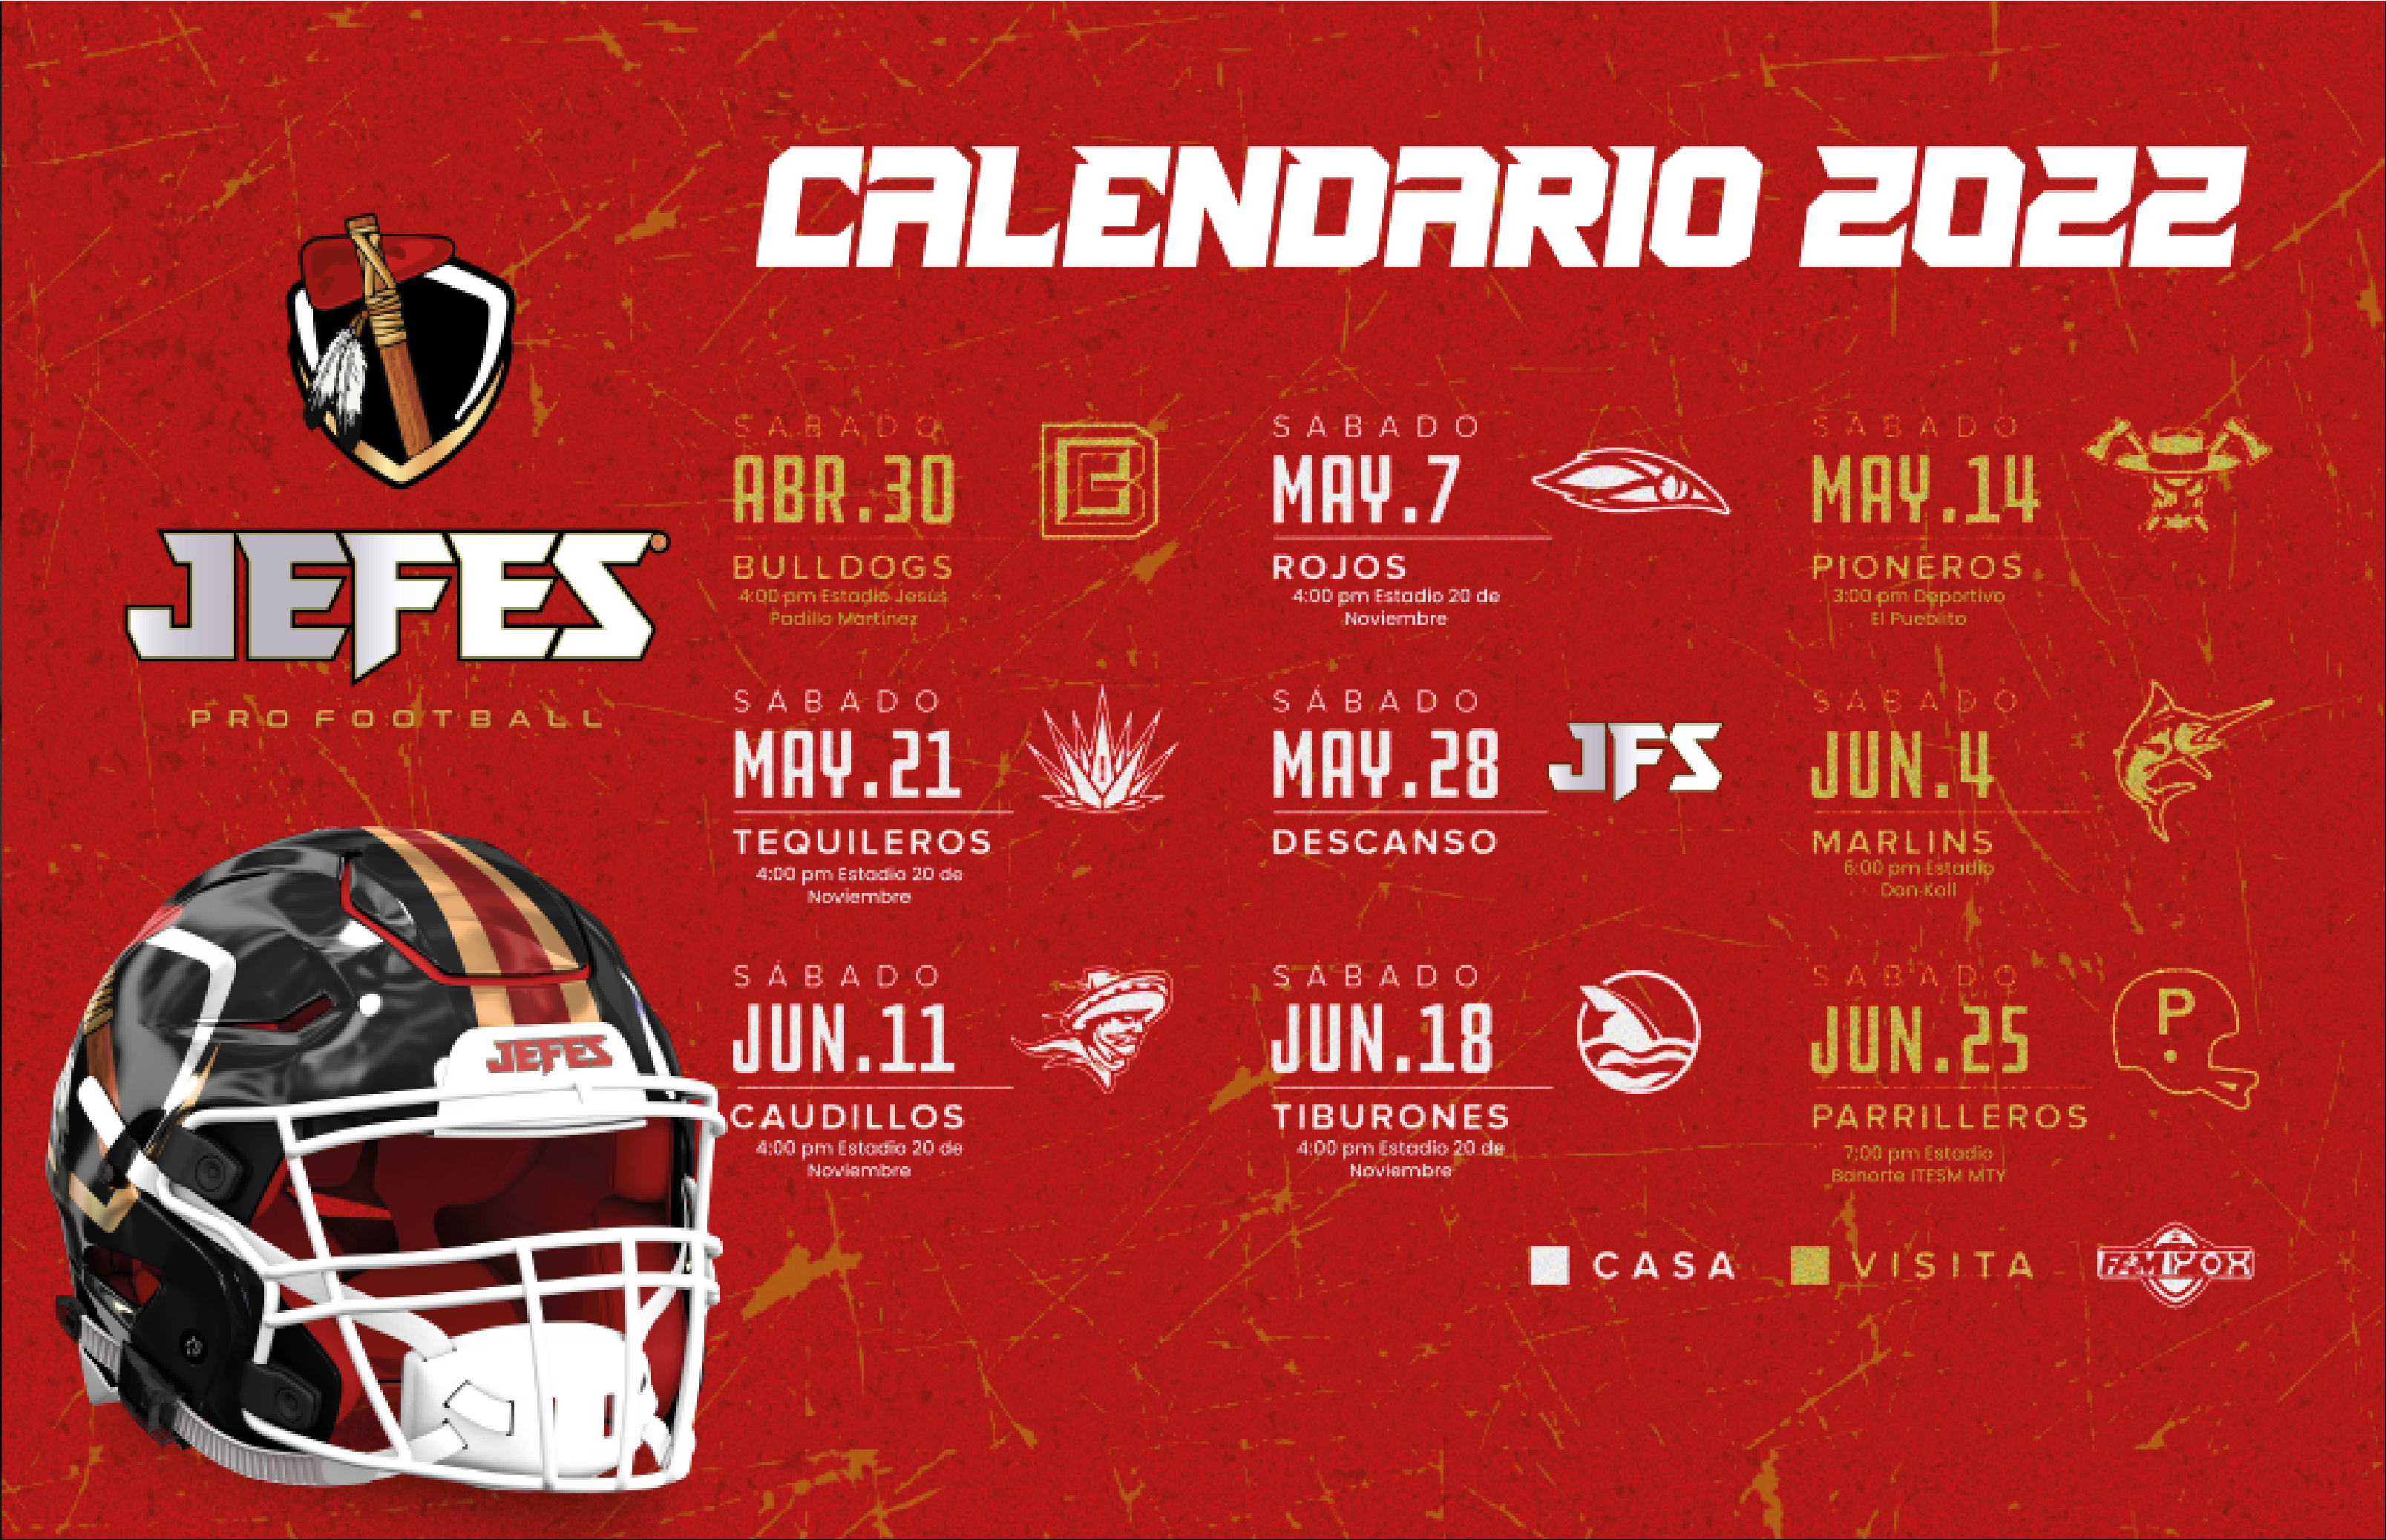 CALENDARIO 2022
JEFES
PRO FOOTBALL
SÁBADO
ABR.30
BULLDOGS
4:00 pm Estadio Jesús
Padilla Martínez
B
SÁBADO
MAY.7
ROJOS
4:00 pm Estadio 20 de
Noviembre
SÁBADO
MAY.14
PIONEROS
3:00 pm Deportivo
El Pueblito
SÁBADO
MAY.21
TEQUILEROS
4:00 pm Estadio 20 de
Noviembre
SÁBADO
MAY.28
DESCANSO
JFS
SÁBADO
JUN.4
MARLINS
6:00 pm Estadio
Don Koll
SÁBADO
JUN.11
CAUDILLOS
4:00 pm Estadio 20 de
Noviembre
SÁBADO
JUN.18
TIBURONES
4:00 pm Estadio 20 de
Noviembre
SÁBADO
JUN.25
PARRILLEROS
7:00 pm Estadio
Banorte ITESM MTY
P
JEFES
CASA
VISITA